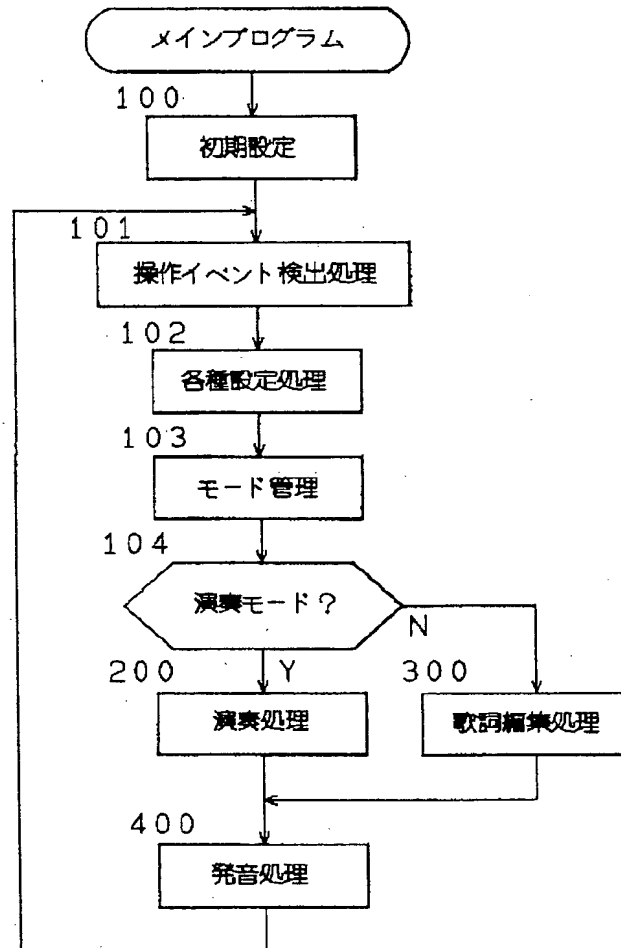 メインプログラム
100
初期設定
101
操作イベント検出処理
102
各種設定処理
103
モード管理
104
演奏モード?
N
200
Y
300
演奏処理
歌詞編集処理
400
発音処理